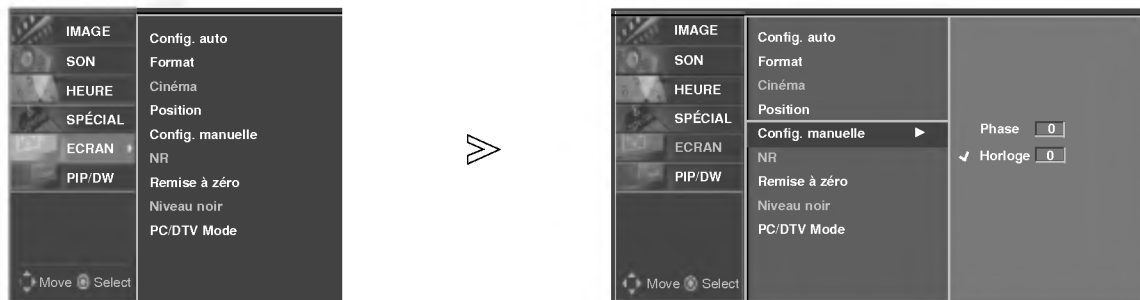 IMAGE
SON
HEURE
SPÉCIAL
ECRAN
PIP/DW
Move Select
Config. auto
Format
Cinéma
Position
Config. manuelle
NR
Remise à zéro
Niveau noir
PC/DTV Mode
IMAGE
SON
HEURE
SPÉCIAL
ECRAN
PIP/DW
Move Select
Config. auto
Format
Cinéma
Position
Config. manuelle
NR
Remise à zéro
Niveau noir
PC/DTV Mode
Phase 0
Horloge 0